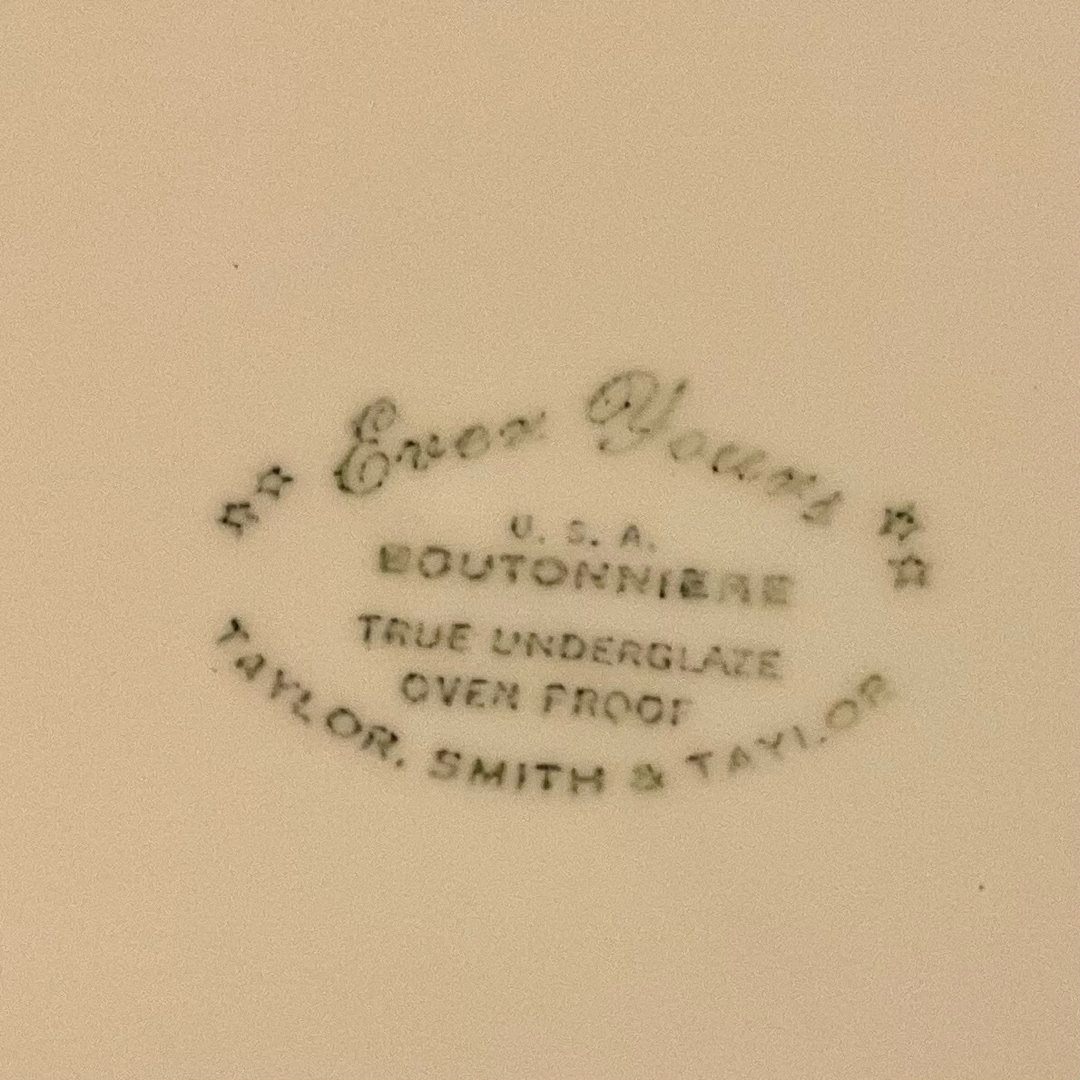 Ever Yours
U. S. A.
BOUTONNIERE
TRUE UNDERGLAZE
OVEN PROOF
TAYLOR, SMITH & TAYLOR